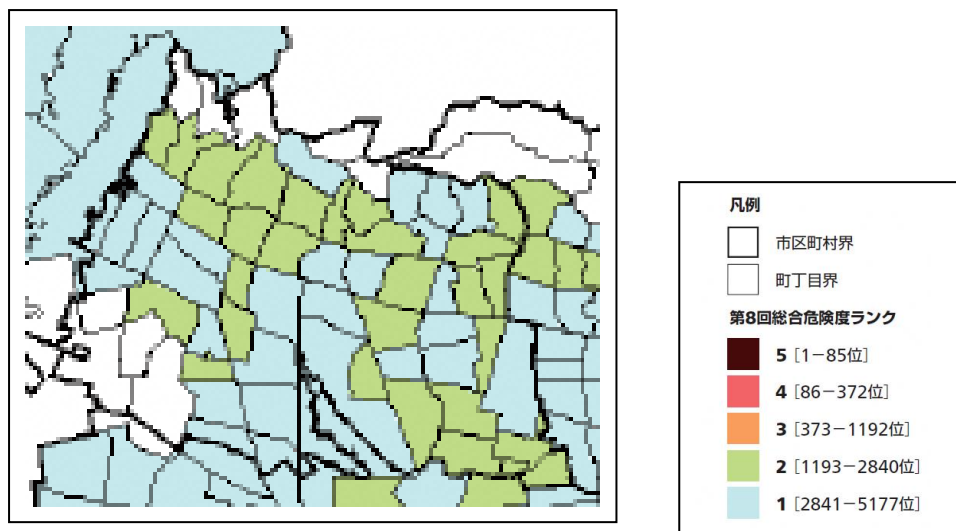 凡例
市区町村界
町丁目界
第8回総合危険度ランク
5 [1−85位]
4 [86−372位]
3 [373−1192位]
2 [1193−2840位]
1 [2841−5177位]